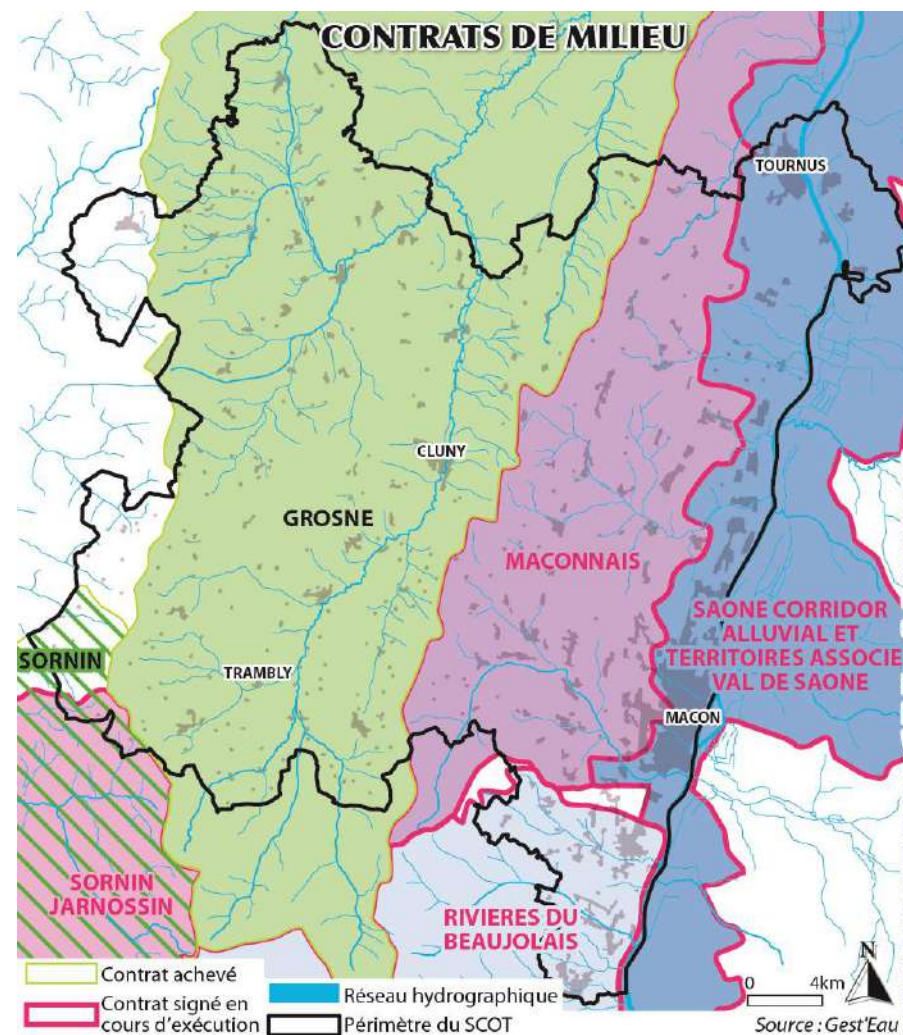 CONTRATS DE MILIEU
TOURNUS
CLUNY
GROSNE
MACONNAIS
SAONE CORRIDOR
ALLUVIAL ET
TERRITOIRES ASSOCIE
VAL DE SAONE
SORNIN
TRAMBLY
MACON
SORNIN
JARNOSSIN
RIVIERES DU
BEAUJOLAIS
Contrat achevé
Contrat signé en
cours d'exécution
Réseau hydrographique
Périmètre du SCOT
0 4km
N
Source : Gest'Eau